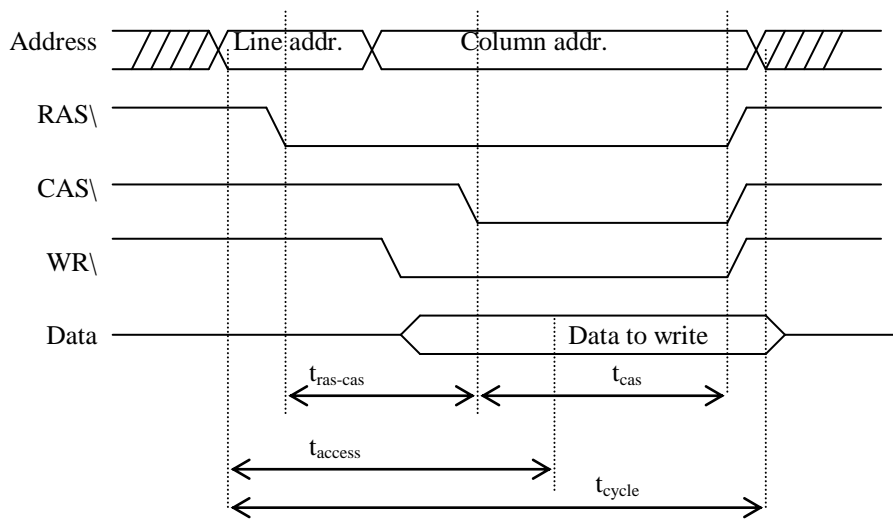 Address
Line addr.
Column addr.
RAS\
CAS\
WR\
Data
Data to write
tras-cas
tcas
taccess
tcycle